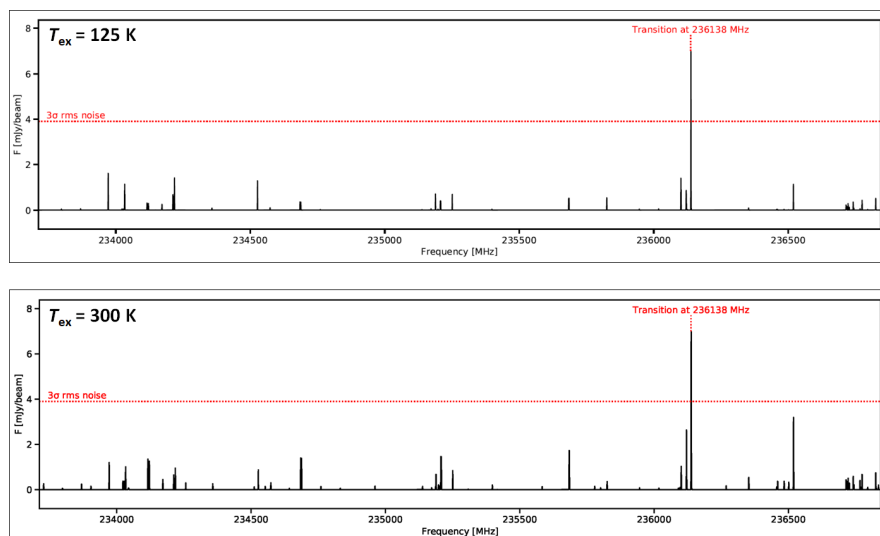 T_ex = 125 K
Transition at 236138 MHz
3σ rms noise
F [mJy/beam]
8
6
4
2
0
234000 234500 235000 235500 236000 236500
Frequency [MHz]
T_ex = 300 K
Transition at 236138 MHz
3σ rms noise
F [mJy/beam]
8
6
4
2
0
234000 234500 235000 235500 236000 236500
Frequency [MHz]